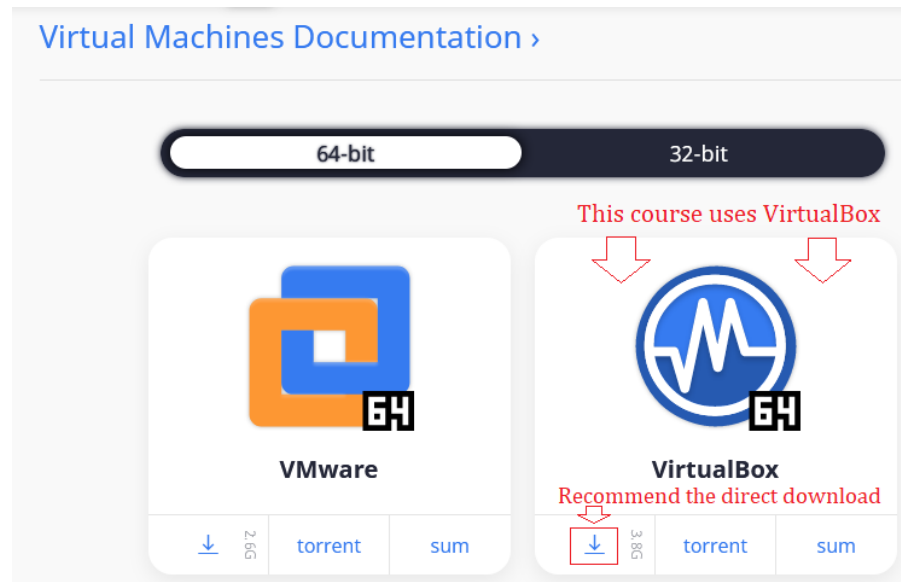 Virtual Machines Documentation ›
64-bit
32-bit
This course uses VirtualBox
64
64
VMware
VirtualBox
Recommend the direct download
2.6G
torrent
sum
3.8G
torrent
sum